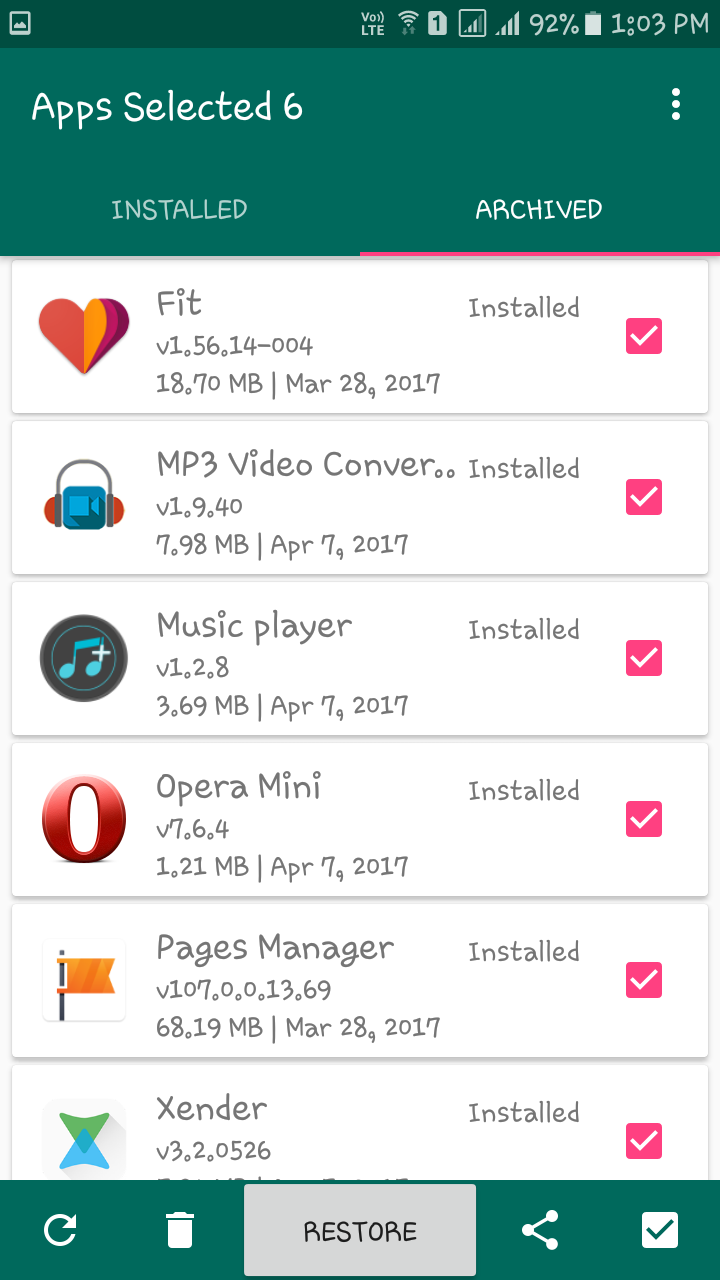 Vo)) LTE 1 92% 1:03 PM
Apps Selected 6
INSTALLED ARCHIVED
Fit Installed
v1.56.14-004
18.70 MB | Mar 28, 2017
MP3 Video Conver.. Installed
v1.9.40
7.98 MB | Apr 7, 2017
Music player Installed
v1.2.8
3.69 MB | Apr 7, 2017
Opera Mini Installed
v7.6.4
1.21 MB | Apr 7, 2017
Pages Manager Installed
v107.0.0.13.69
68.19 MB | Mar 28, 2017
Xender Installed
v3.2.0526
RESTORE